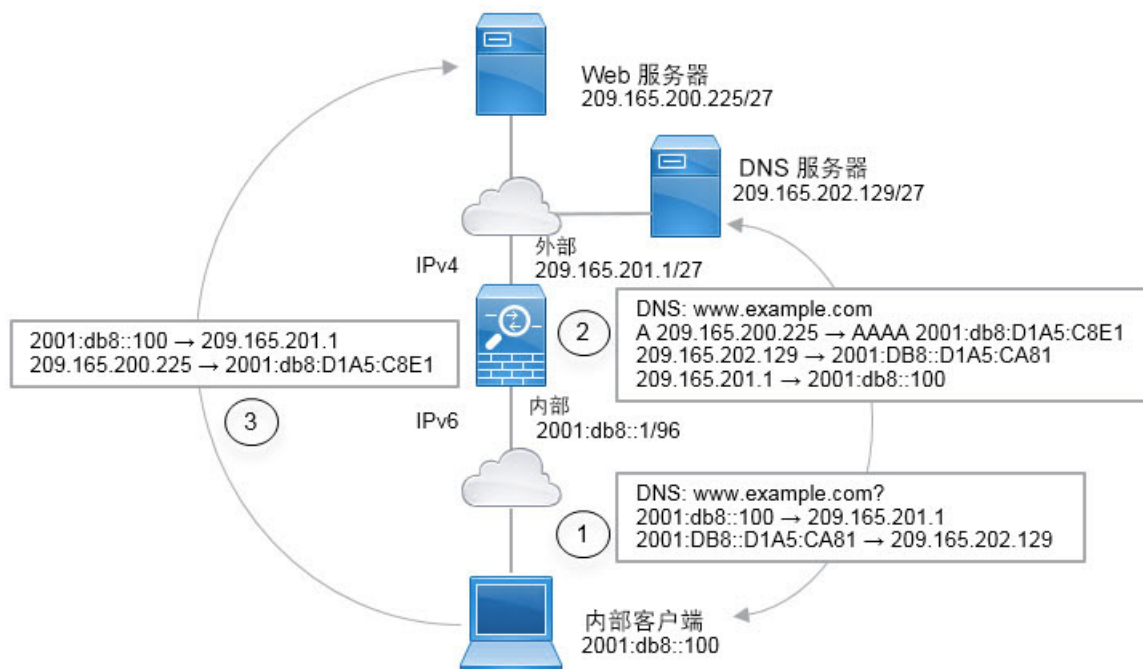 Web 服务器
209.165.200.225/27
DNS 服务器
209.165.202.129/27
外部
IPv4
209.165.201.1/27
2
DNS: www.example.com
A 209.165.200.225 → AAAA 2001:db8:D1A5:C8E1
209.165.202.129 → 2001:DB8::D1A5:CA81
209.165.201.1 → 2001:db8::100
2001:db8::100 → 209.165.201.1
209.165.200.225 → 2001:db8:D1A5:C8E1
3
IPv6
内部
2001:db8::1/96
1
DNS: www.example.com?
2001:db8::100 → 209.165.201.1
2001:DB8::D1A5:CA81 → 209.165.202.129
内部客户端
2001:db8::100